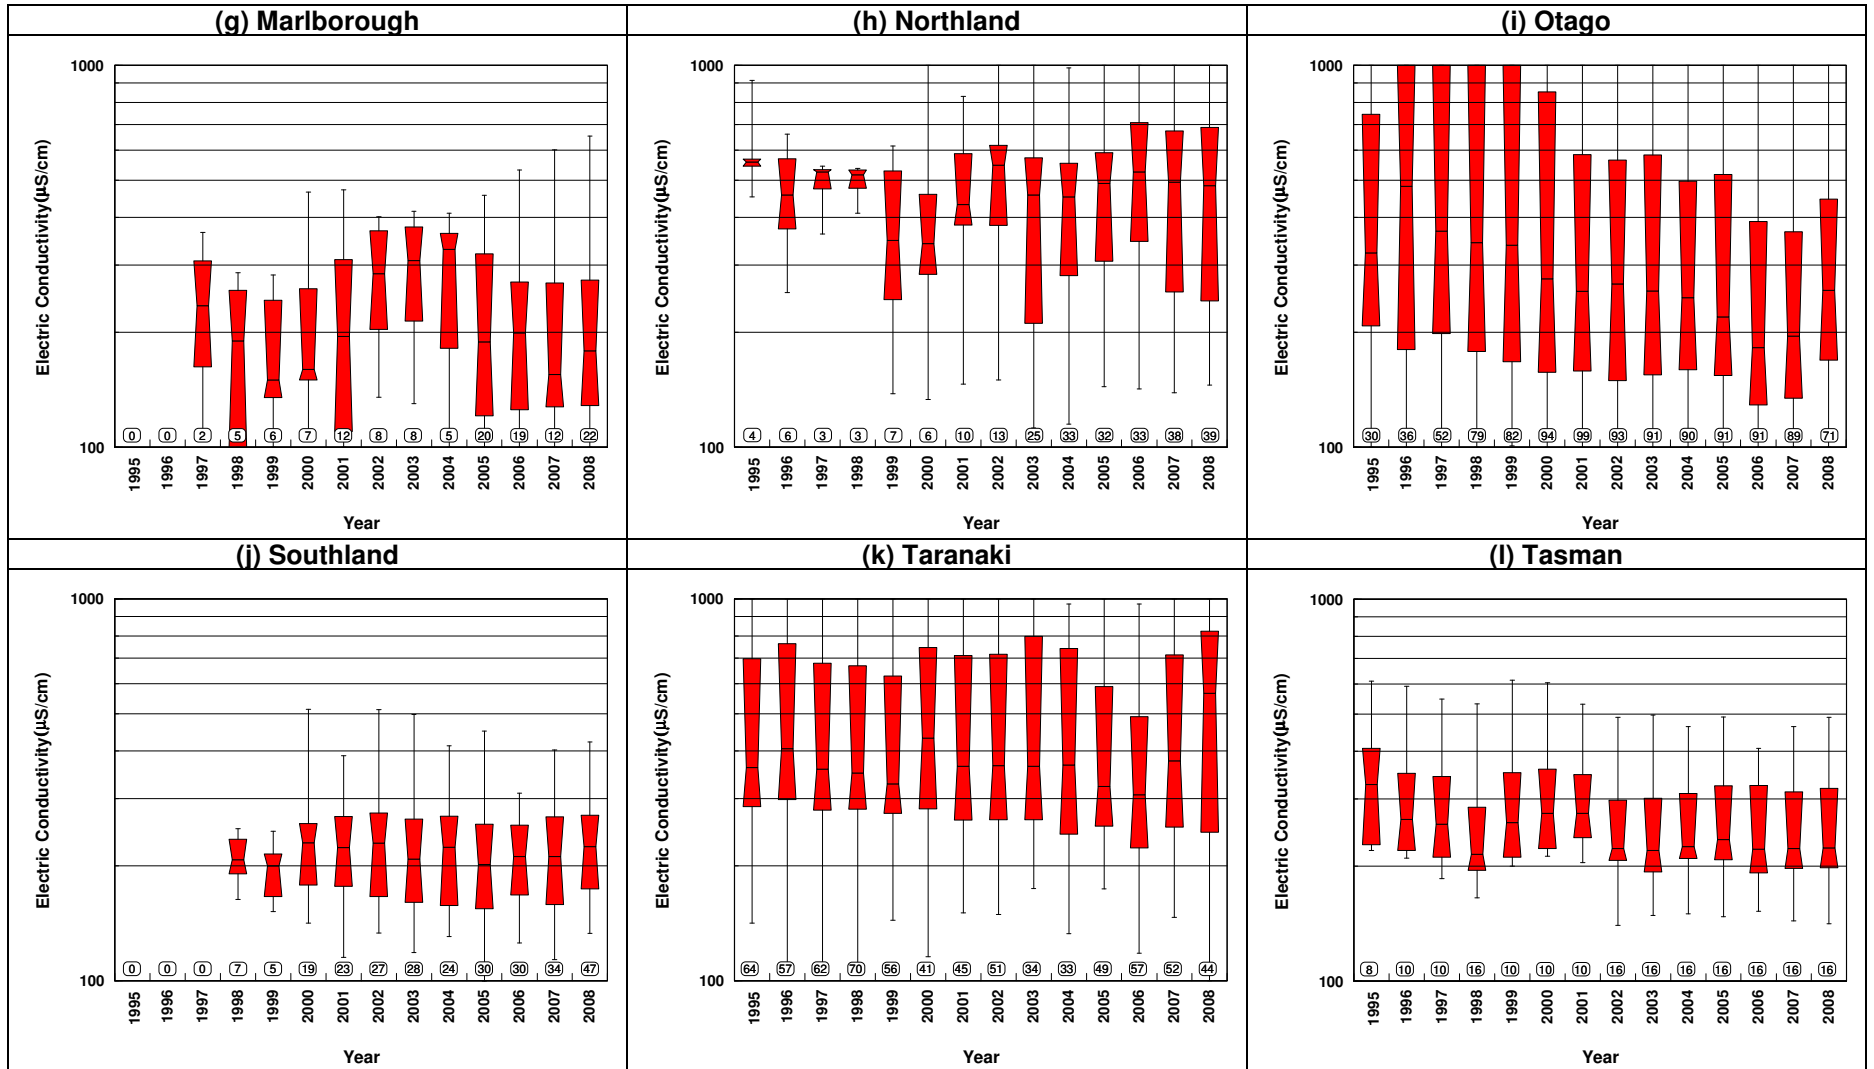 (g) Marlborough
(h) Northland
(i) Otago
1000
Electric Conductivity(µS/cm)
0 0 2 5 6 7 12 8 8 5 20 19 12 22
100
1995 1996 1997 1998 1999 2000 2001 2002 2003 2004 2005 2006 2007 2008
Year
1000
Electric Conductivity(µS/cm)
4 6 3 3 7 6 10 13 25 33 32 33 38 39
100
1995 1996 1997 1998 1999 2000 2001 2002 2003 2004 2005 2006 2007 2008
Year
1000
Electric Conductivity(µS/cm)
30 36 52 79 82 94 99 93 91 90 91 91 89 71
100
1995 1996 1997 1998 1999 2000 2001 2002 2003 2004 2005 2006 2007 2008
Year
(j) Southland
(k) Taranaki
(l) Tasman
1000
Electric Conductivity(µS/cm)
0 0 0 7 5 19 23 27 28 24 30 30 34 47
100
1995 1996 1997 1998 1999 2000 2001 2002 2003 2004 2005 2006 2007 2008
Year
1000
Electric Conductivity(µS/cm)
64 57 62 70 56 41 45 51 34 33 49 57 52 44
100
1995 1996 1997 1998 1999 2000 2001 2002 2003 2004 2005 2006 2007 2008
Year
1000
Electric Conductivity(µS/cm)
8 10 10 16 10 10 10 16 16 16 16 16 16 16
100
1995 1996 1997 1998 1999 2000 2001 2002 2003 2004 2005 2006 2007 2008
Year